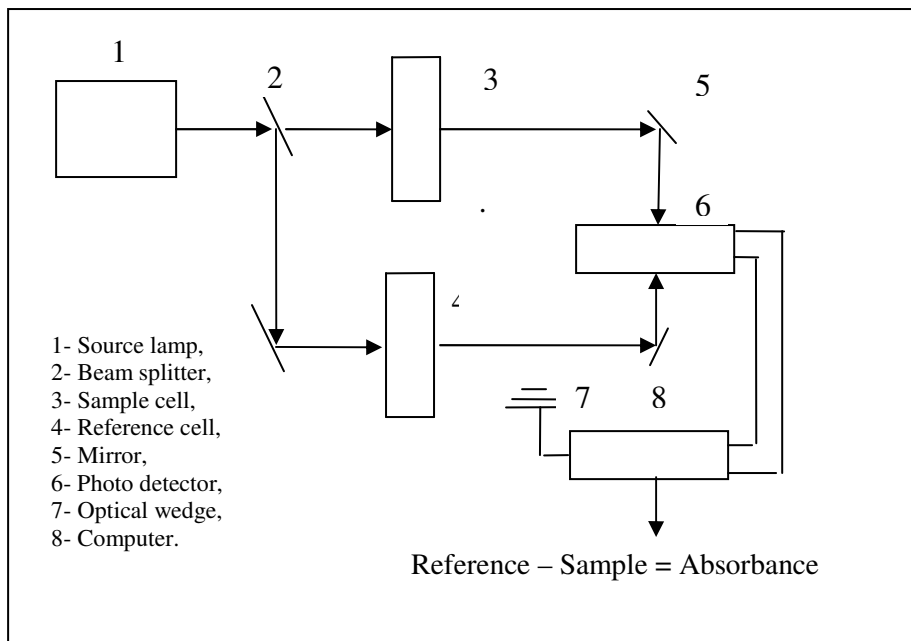 1
2
3
5
6
4
7
8
1- Source lamp,
2- Beam splitter,
3- Sample cell,
4- Reference cell,
5- Mirror,
6- Photo detector,
7- Optical wedge,
8- Computer.
Reference – Sample = Absorbance